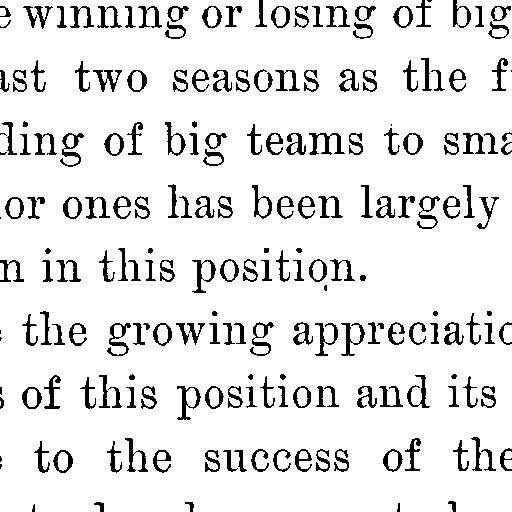 winning or losing of big
ast two seasons as the f
ding of big teams to sma
or ones has been largely
n in this position.
the growing appreciatio
s of this position and its
to the success of the